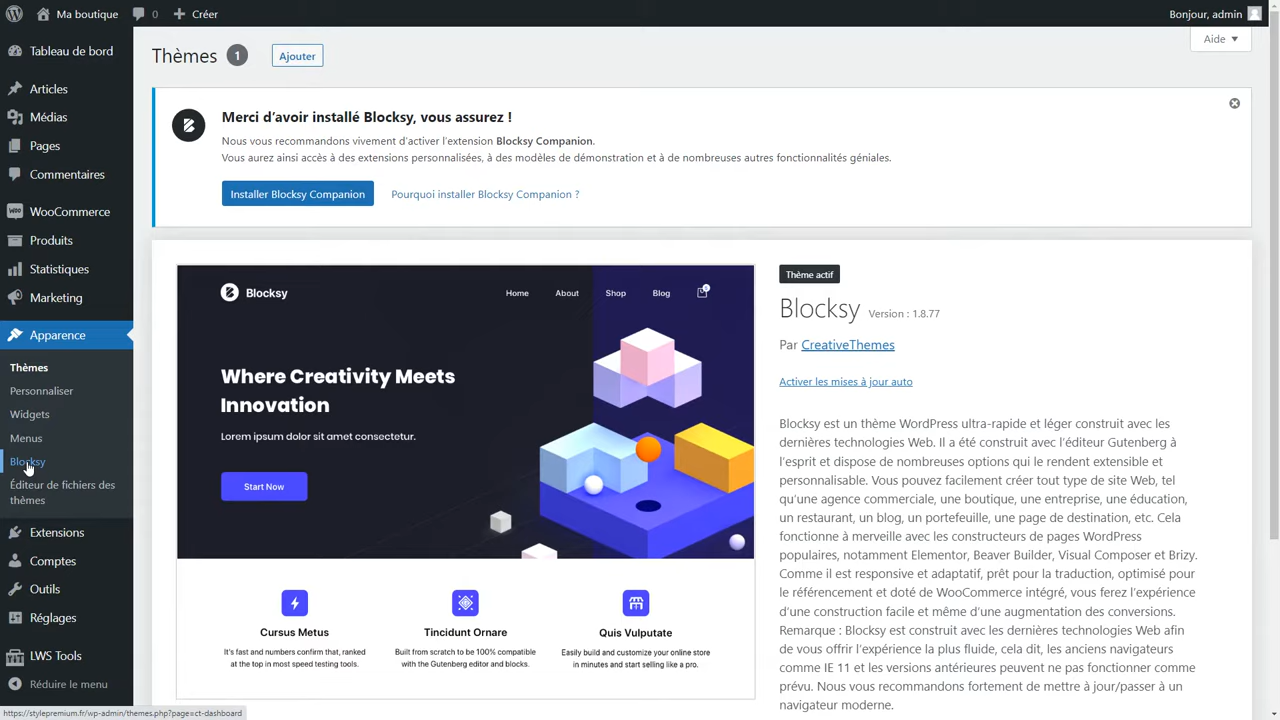 Ma boutique
0
Créer
Bonjour, admin
Tableau de bord
Articles
Médias
Pages
Commentaires
WooCommerce
Produits
Statistiques
Marketing
Apparence
Thèmes
Personnaliser
Widgets
Menus
Blocksy
Éditeur de fichiers des
thèmes
Extensions
Comptes
Outils
Réglages
LWS Tools
Réduire le menu
Aide
Thèmes 1 Ajouter
Merci d'avoir installé Blocksy, vous assurez !
Nous vous recommandons vivement d'activer l'extension Blocksy Companion.
Vous aurez ainsi accès à des extensions personnalisées, à des modèles de démonstration et à de nombreuses autres fonctionnalités géniales.
Installer Blocksy Companion Pourquoi installer Blocksy Companion ?
Blocksy Home About Shop Blog 0
Where Creativity Meets
Innovation
Lorem ipsum dolor sit amet consectetur.
Start Now
Cursus Metus
It's fast and numbers confirm that, ranked
at the top in most speed testing tools.
Tincidunt Ornare
Built from scratch to be 100% compatible
with the Gutenberg editor and blocks.
Quis Vulputate
Easily build and customize your online store
in minutes and start selling like a pro.
Thème actif
Blocksy Version : 1.8.77
Par CreativeThemes
Activer les mises à jour auto
Blocksy est un thème WordPress ultra-rapide et léger construit avec les
dernières technologies Web. Il a été construit avec l'éditeur Gutenberg à
l'esprit et dispose de nombreuses options qui le rendent extensible et
personnalisable. Vous pouvez facilement créer tout type de site Web, tel
qu'une agence commerciale, une boutique, une entreprise, une éducation,
un restaurant, un blog, un portefeuille, une page de destination, etc. Cela
fonctionne à merveille avec les constructeurs de pages WordPress
populaires, notamment Elementor, Beaver Builder, Visual Composer et Brizy.
Comme il est responsive et adaptatif, prêt pour la traduction, optimisé pour
le référencement et doté de WooCommerce intégré, vous ferez l'expérience
d'une construction facile et même d'une augmentation des conversions.
Remarque : Blocksy est construit avec les dernières technologies Web afin
de vous offrir l'expérience la plus fluide, cela dit, les anciens navigateurs
comme IE 11 et les versions antérieures peuvent ne pas fonctionner comme
prévu. Nous vous recommandons fortement de mettre à jour/passer à un
navigateur moderne.
https://stylepremium.fr/wp-admin/themes.php?page=ct-dashboard